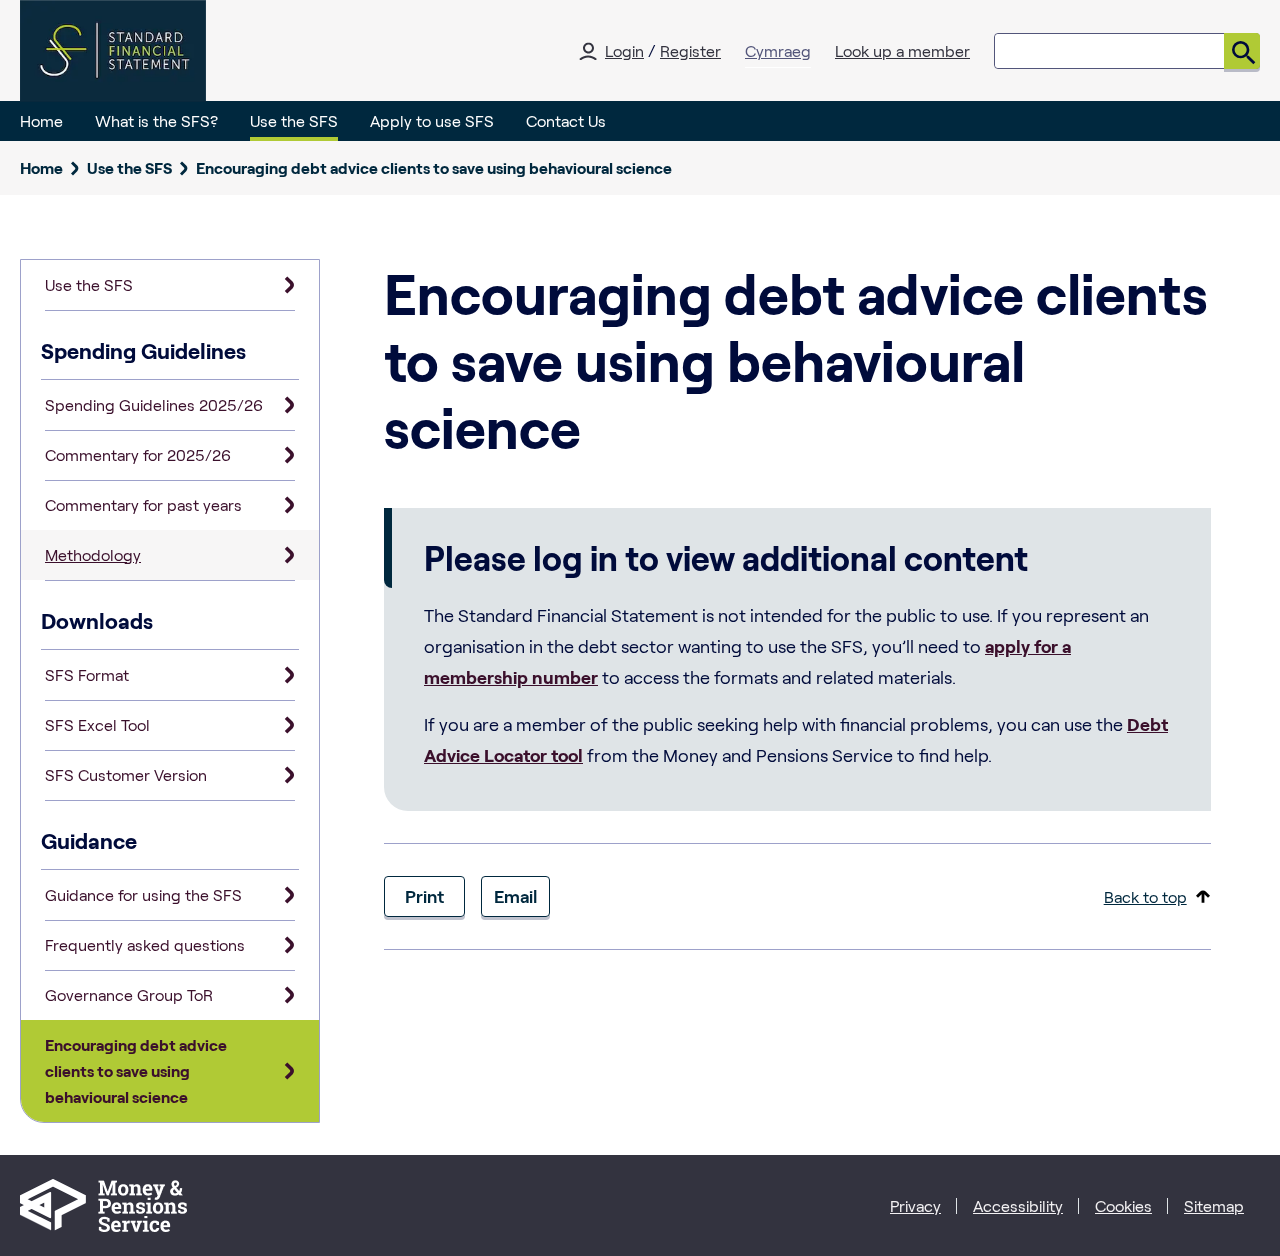 STANDARD
FINANCIAL
STATEMENT
Login / Register
Cymraeg
Look up a member
Home
What is the SFS?
Use the SFS
Apply to use SFS
Contact Us
Home
Use the SFS
Encouraging debt advice clients to save using behavioural science
Use the SFS
Spending Guidelines
Spending Guidelines 2025/26
Commentary for 2025/26
Commentary for past years
Methodology
Downloads
SFS Format
SFS Excel Tool
SFS Customer Version
Guidance
Guidance for using the SFS
Frequently asked questions
Governance Group ToR
Encouraging debt advice
clients to save using
behavioural science
Encouraging debt advice clients
to save using behavioural
science
Please log in to view additional content
The Standard Financial Statement is not intended for the public to use. If you represent an
organisation in the debt sector wanting to use the SFS, you’ll need to apply for a
membership number to access the formats and related materials.
If you are a member of the public seeking help with financial problems, you can use the Debt
Advice Locator tool from the Money and Pensions Service to find help.
Print
Email
Back to top
Money &
Pensions
Service
Privacy
Accessibility
Cookies
Sitemap